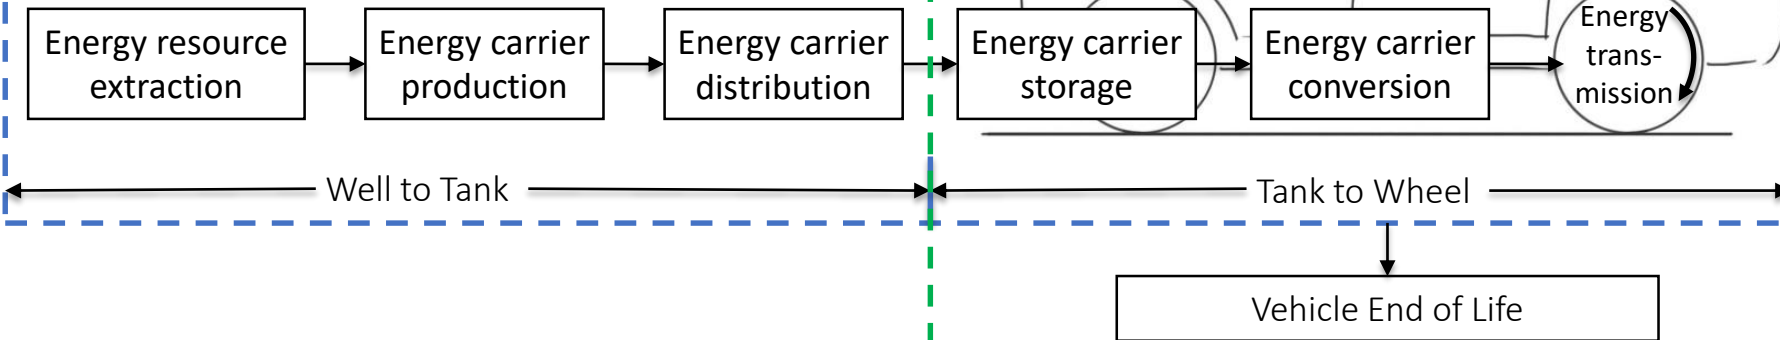 Energy resource
extraction
Energy carrier
production
Energy carrier
distribution
Energy carrier
storage
Energy carrier
conversion
Energy
trans-
mission
Well to Tank
Tank to Wheel
Vehicle End of Life